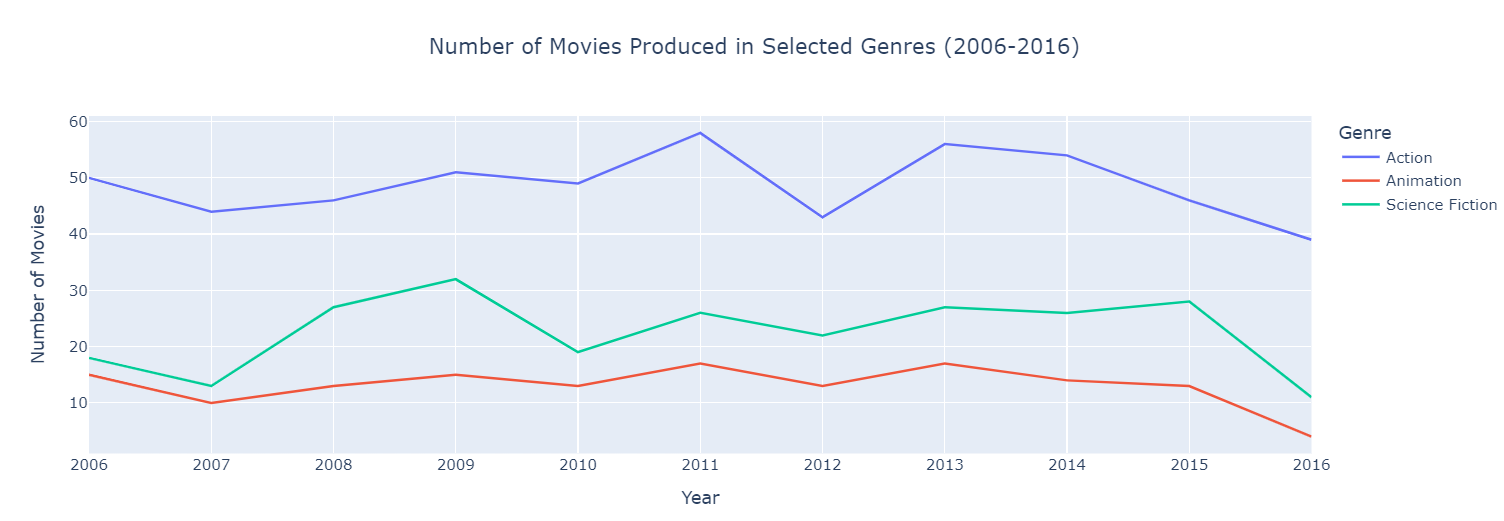 Number of Movies Produced in Selected Genres (2006-2016)
Number of Movies
60
50
40
30
20
10
2006 2007 2008 2009 2010 2011 2012 2013 2014 2015 2016
Year
Genre
Action
Animation
Science Fiction